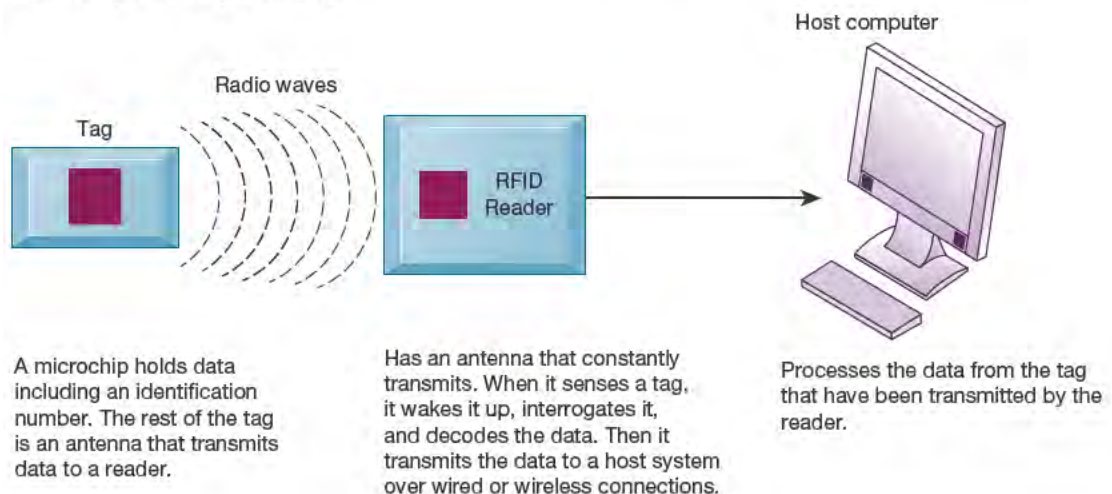 Host computer
Radio waves
Tag
RFID
Reader
A microchip holds data
including an identification
number. The rest of the tag
is an antenna that transmits
data to a reader.
Has an antenna that constantly
transmits. When it senses a tag,
it wakes it up, interrogates it,
and decodes the data. Then it
transmits the data to a host system
over wired or wireless connections.
Processes the data from the tag
that have been transmitted by the
reader.